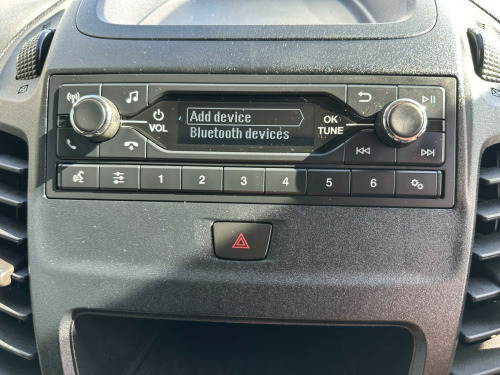 Add device
Bluetooth devices
VOL
OK
TUNE
1 2 3 4 5 6